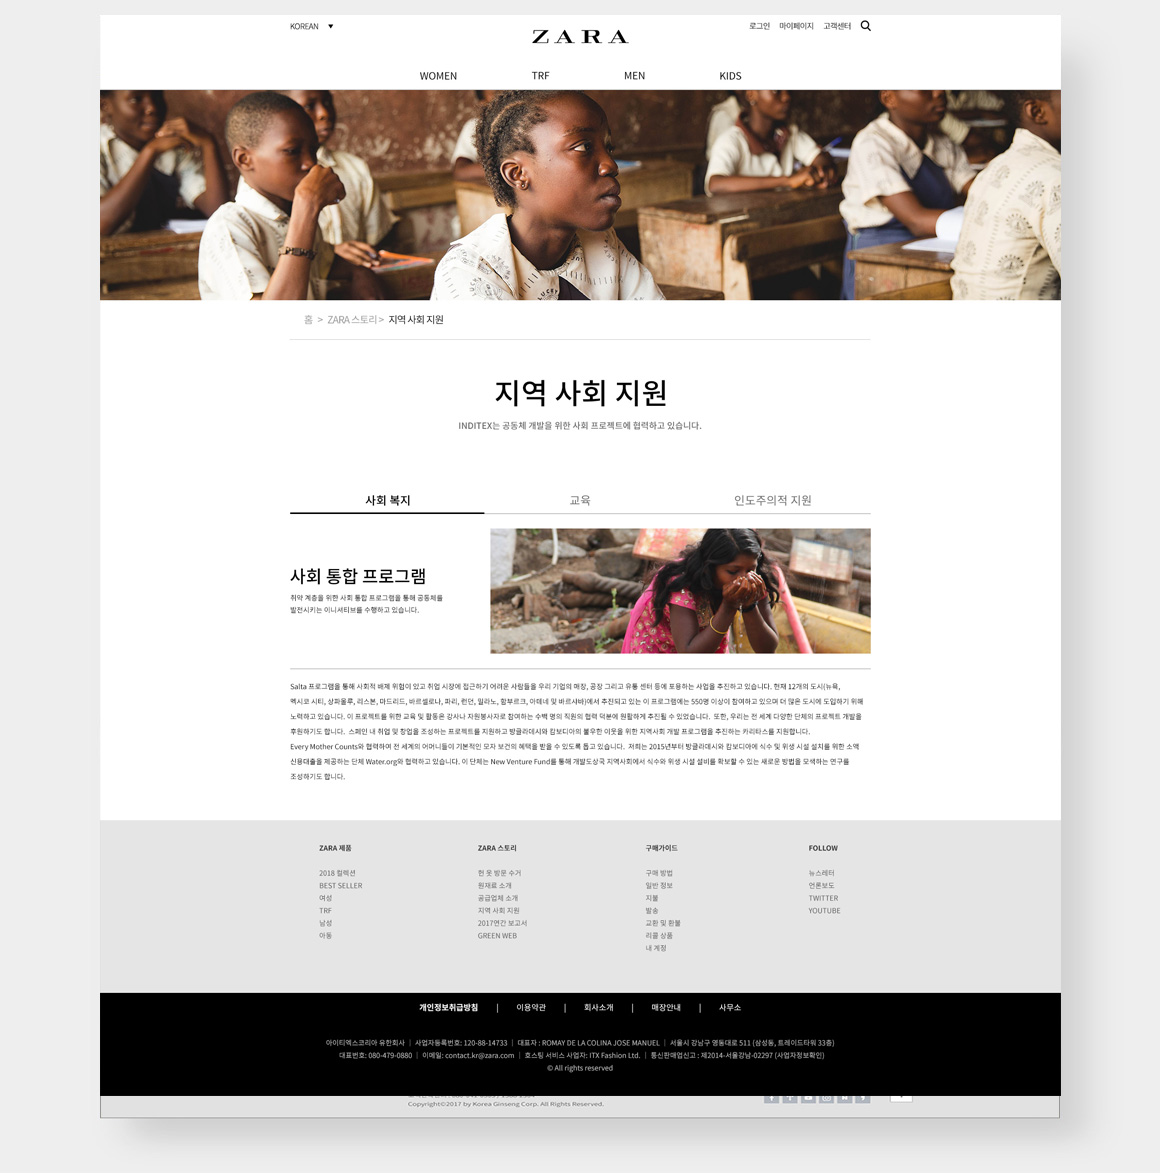 KOREAN ▼
ZARA
로그인 마이페이지 고객센터
WOMEN TRF MEN KIDS
홈 > ZARA 스토리 > 지역 사회 지원
지역 사회 지원
INDITEX는 공동체 개발을 위한 사회 프로젝트에 협력하고 있습니다.
사회 복지 교육 인도주의적 지원
사회 통합 프로그램
취약 계층을 위한 사회 통합 프로그램을 통해 공동체를
발전시키는 이니셔티브를 수행하고 있습니다.
Salta 프로그램을 통해 사회적 배제 위험이 있고 취업 시장에 접근하기 어려운 사람들을 우리 기업의 매장, 공장 그리고 유통 센터 등에 포용하는 사업을 추진하고 있습니다. 현재 12개의 도시(뉴욕,
멕시코 시티, 상파울루, 리스본, 마드리드, 바르셀로나, 파리, 런던, 밀라노, 함부르크, 아테네 및 바르샤바)에서 추진되고 있는 이 프로그램에는 550명 이상이 참여하고 있으며 더 많은 도시에 도입하기 위해
노력하고 있습니다. 이 프로젝트를 위한 교육 및 활동은 강사나 자원봉사자로 참여하는 수백 명의 직원의 협력 덕분에 원활하게 추진될 수 있었습니다. 또한, 우리는 전 세계 다양한 단체의 프로젝트 개발을
후원하기도 합니다. 스페인 내 취업 및 창업을 조성하는 프로젝트를 지원하고 방글라데시와 캄보디아의 불우한 이웃을 위한 지역사회 개발 프로그램을 추진하는 카리타스를 지원합니다.
Every Mother Counts와 협력하며 전 세계의 어머니들이 기본적인 모자 보건의 혜택을 받을 수 있도록 돕고 있습니다. 저희는 2015년부터 방글라데시와 캄보디아에 식수 및 위생 시설 설치를 위한 소액
신용대출을 제공하는 단체 Water.org와 협력하고 있습니다. 이 단체는 New Venture Fund를 통해 개발도상국 지역사회에서 식수와 위생 시설 설비를 확보할 수 있는 새로운 방법을 모색하는 연구를
조성하기도 합니다.
ZARA 제품 ZARA 스토리 구매가이드 FOLLOW
2018 컬렉션 헌 옷 방문 수거 구매 방법 뉴스레터
BEST SELLER 원재료 소개 일반 정보 언론보도
여성 공급업체 소개 지불 TWITTER
TRF 지역 사회 지원 발송 YOUTUBE
남성 2017연간 보고서 교환 및 환불
아동 GREEN WEB 리콜 상품
내 계정
개인정보취급방침 | 이용약관 | 회사소개 | 매장안내 | 사무소
아이티엑스코리아 유한회사 | 사업자등록번호: 120-88-14733 | 대표자 : ROMAY DE LA COLINA JOSE MANUEL | 서울시 강남구 영동대로 511 (삼성동, 트레이드타워 33층)
대표번호: 080-479-0880 | 이메일: contact.kr@zara.com | 호스팅 서비스 사업자: ITX Fashion Ltd. | 통신판매업신고 : 제2014-서울강남-02297 (사업자정보확인)
© All rights reserved
Copyright©2017 by Korea Ginseng Corp. All Rights Reserved.